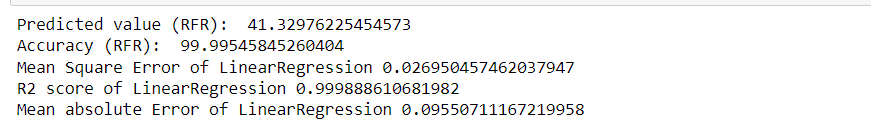 Predicted value (RFR):  41.32976225454573
Accuracy (RFR):  99.99545845260404
Mean Square Error of LinearRegression 0.026950457462037947
R2 score of LinearRegression 0.999888610681982
Mean absolute Error of LinearRegression 0.09550711167219958